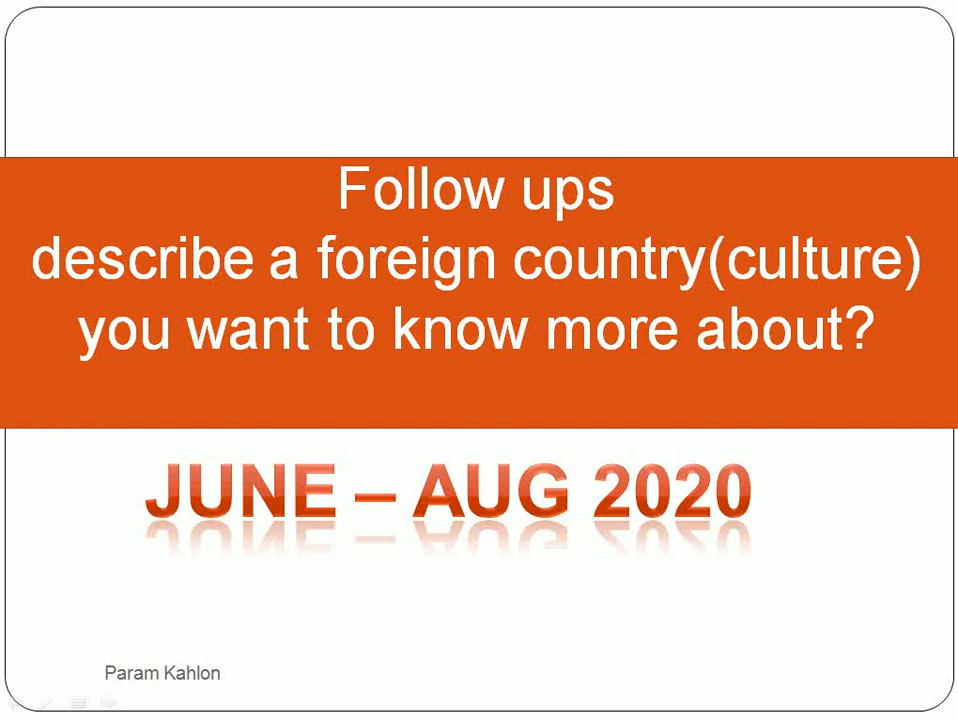 Follow ups
describe a foreign country(culture)
you want to know more about?
JUNE – AUG 2020
Param Kahlon